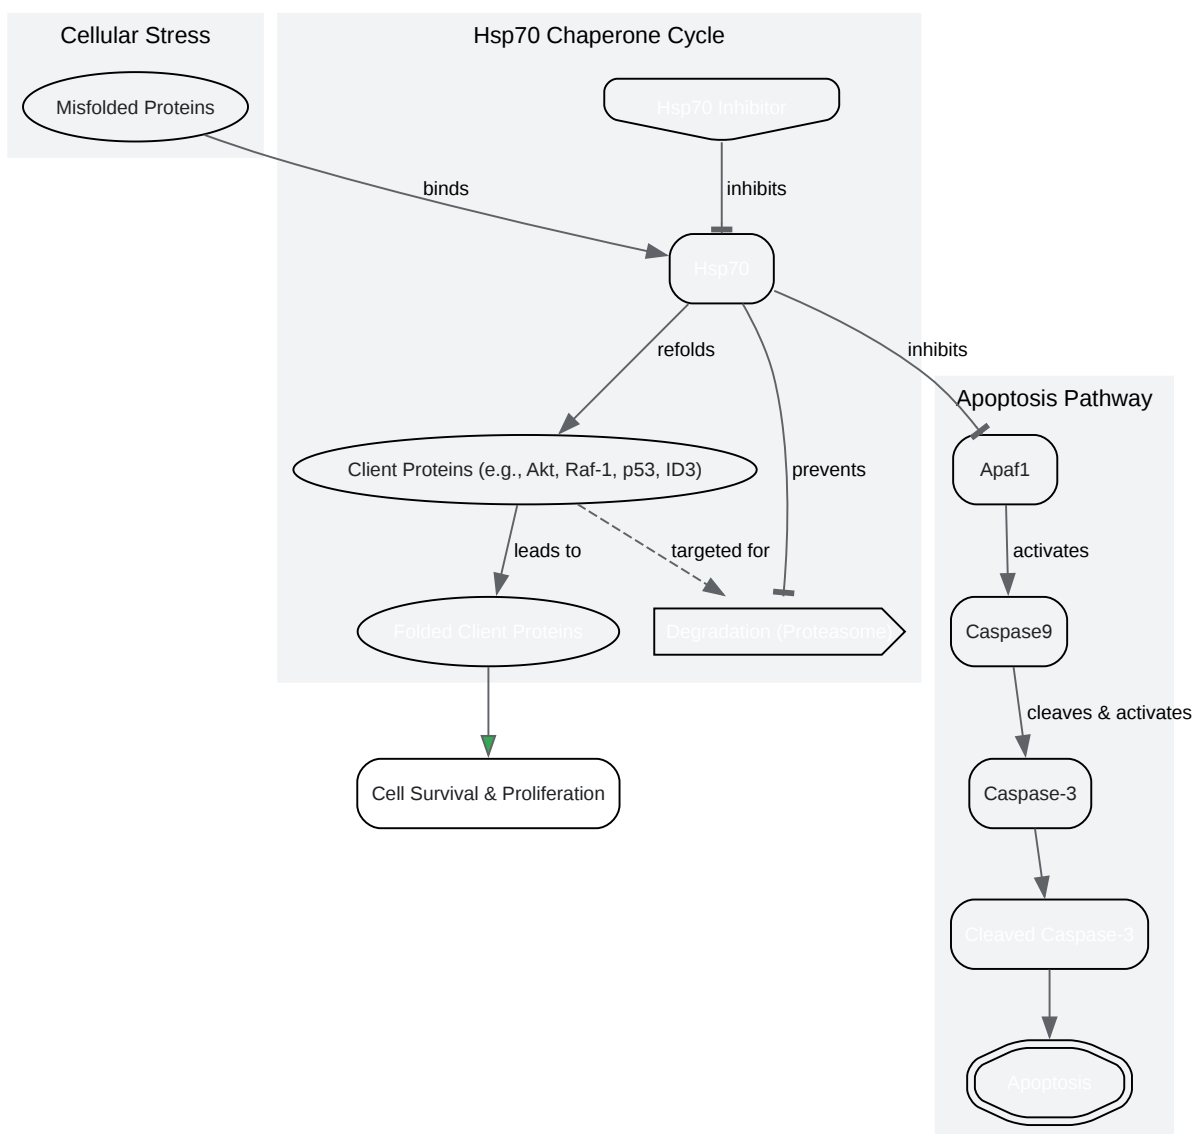 Cellular Stress
Hsp70 Chaperone Cycle
Misfolded Proteins
Hsp70 Inhibitor
binds
inhibits
Hsp70
refolds
inhibits
Apoptosis Pathway
Client Proteins (e.g., Akt, Raf-1, p53, ID3)
prevents
Apaf1
leads to
targeted for
activates
Folded Client Proteins
Degradation (Proteasome)
Caspase9
cleaves & activates
Cell Survival & Proliferation
Caspase-3
Cleaved Caspase-3
Apoptosis